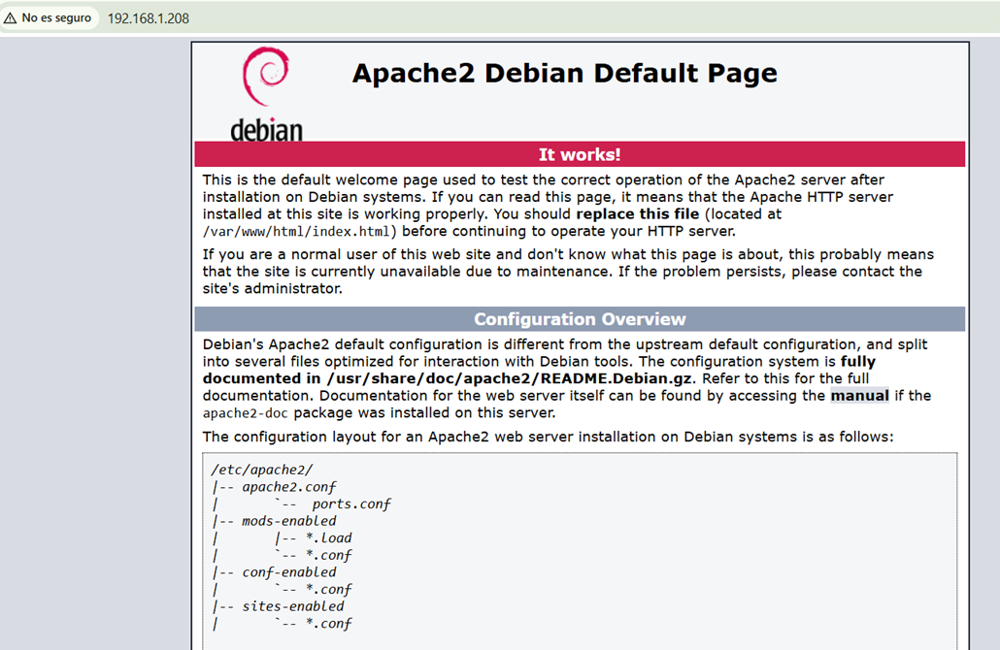 No es seguro 192.168.1.208
debian
Apache2 Debian Default Page
It works!
This is the default welcome page used to test the correct operation of the Apache2 server after
installation on Debian systems. If you can read this page, it means that the Apache HTTP server
installed at this site is working properly. You should replace this file (located at
/var/www/html/index.html) before continuing to operate your HTTP server.
If you are a normal user of this web site and don't know what this page is about, this probably means
that the site is currently unavailable due to maintenance. If the problem persists, please contact the
site's administrator.
Configuration Overview
Debian's Apache2 default configuration is different from the upstream default configuration, and split
into several files optimized for interaction with Debian tools. The configuration system is fully
documented in /usr/share/doc/apache2/README.Debian.gz. Refer to this for the full
documentation. Documentation for the web server itself can be found by accessing the manual if the
apache2-doc package was installed on this server.
The configuration layout for an Apache2 web server installation on Debian systems is as follows:
/etc/apache2/
|-- apache2.conf
|       `--  ports.conf
|-- mods-enabled
|       |-- *.load
|       `-- *.conf
|-- conf-enabled
|       `-- *.conf
|-- sites-enabled
|       `-- *.conf